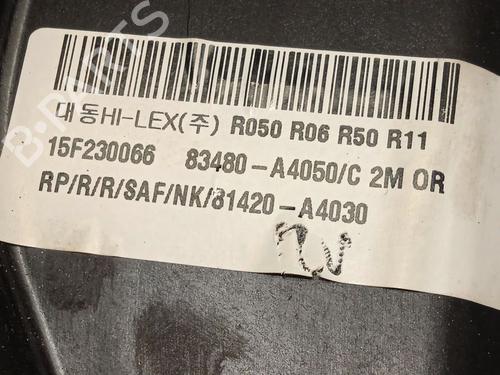 대동HI-LEX(주) R050 R06 R50 R11
15F230066 83480-A4050/C 2M OR
RP/R/R/SAF/NK/81420-A4030
B-PARTS